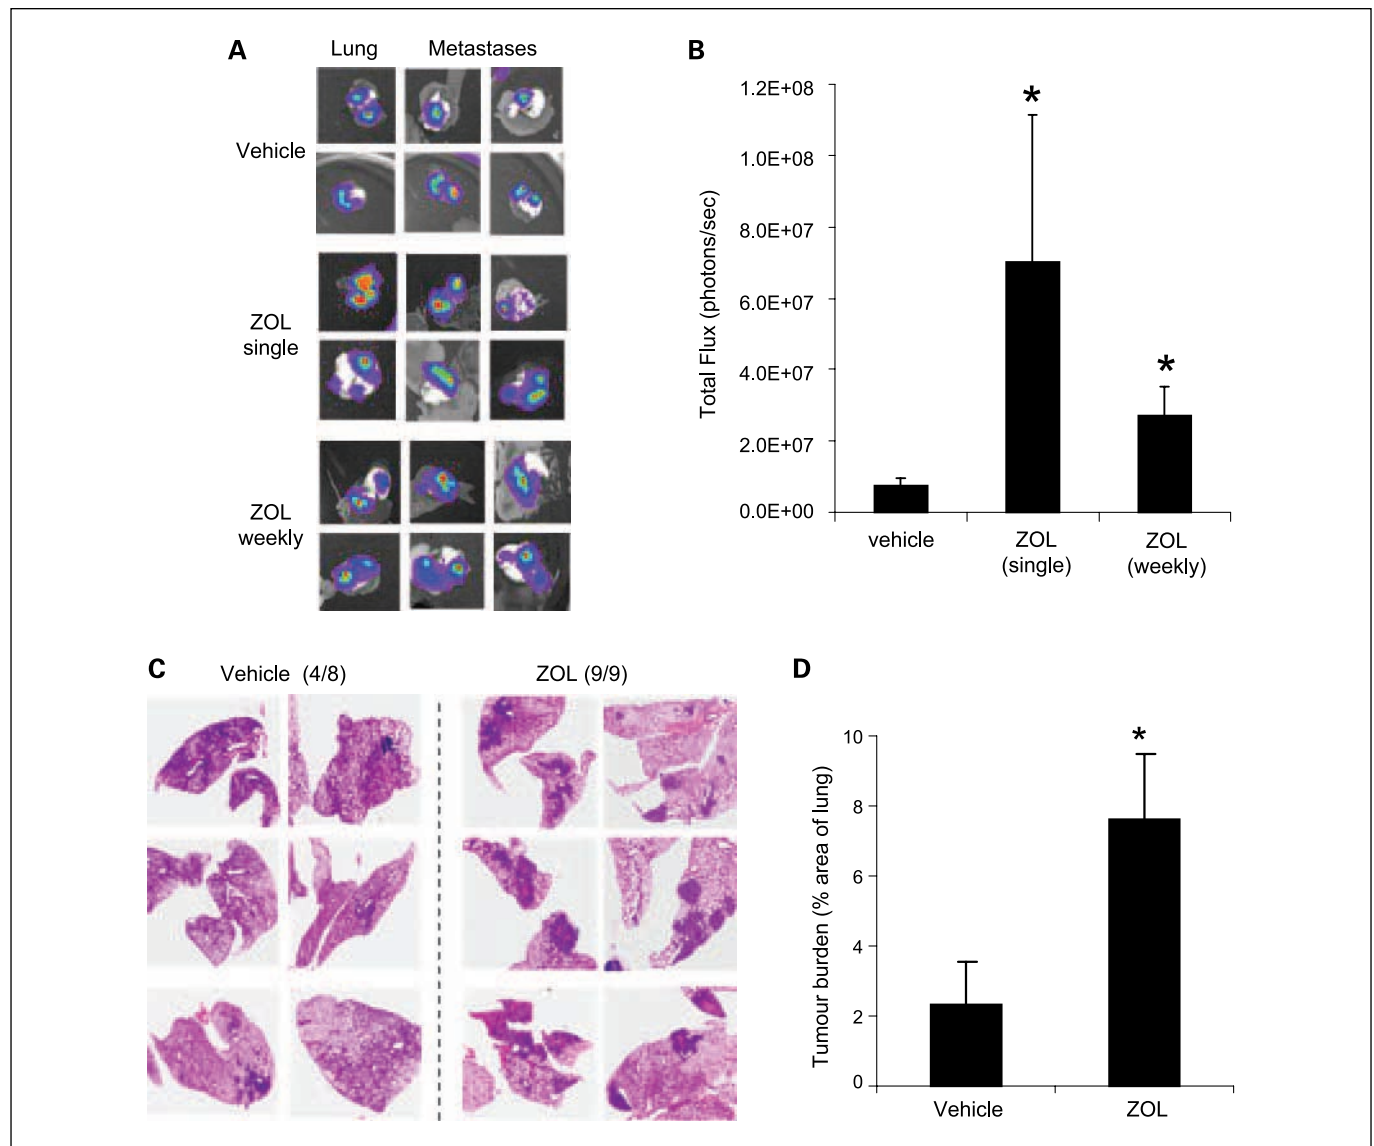 A
Lung
Metastases
Vehicle
ZOL
single
ZOL
weekly
B
Total Flux (photons/sec)
1.2E+08
1.0E+08
8.0E+07
6.0E+07
4.0E+07
2.0E+07
0.0E+00
*
*
vehicle
ZOL
(single)
ZOL
(weekly)
C
Vehicle (4/8)
ZOL (9/9)
D
Tumour burden (% area of lung)
10
8
6
4
2
0
*
Vehicle
ZOL